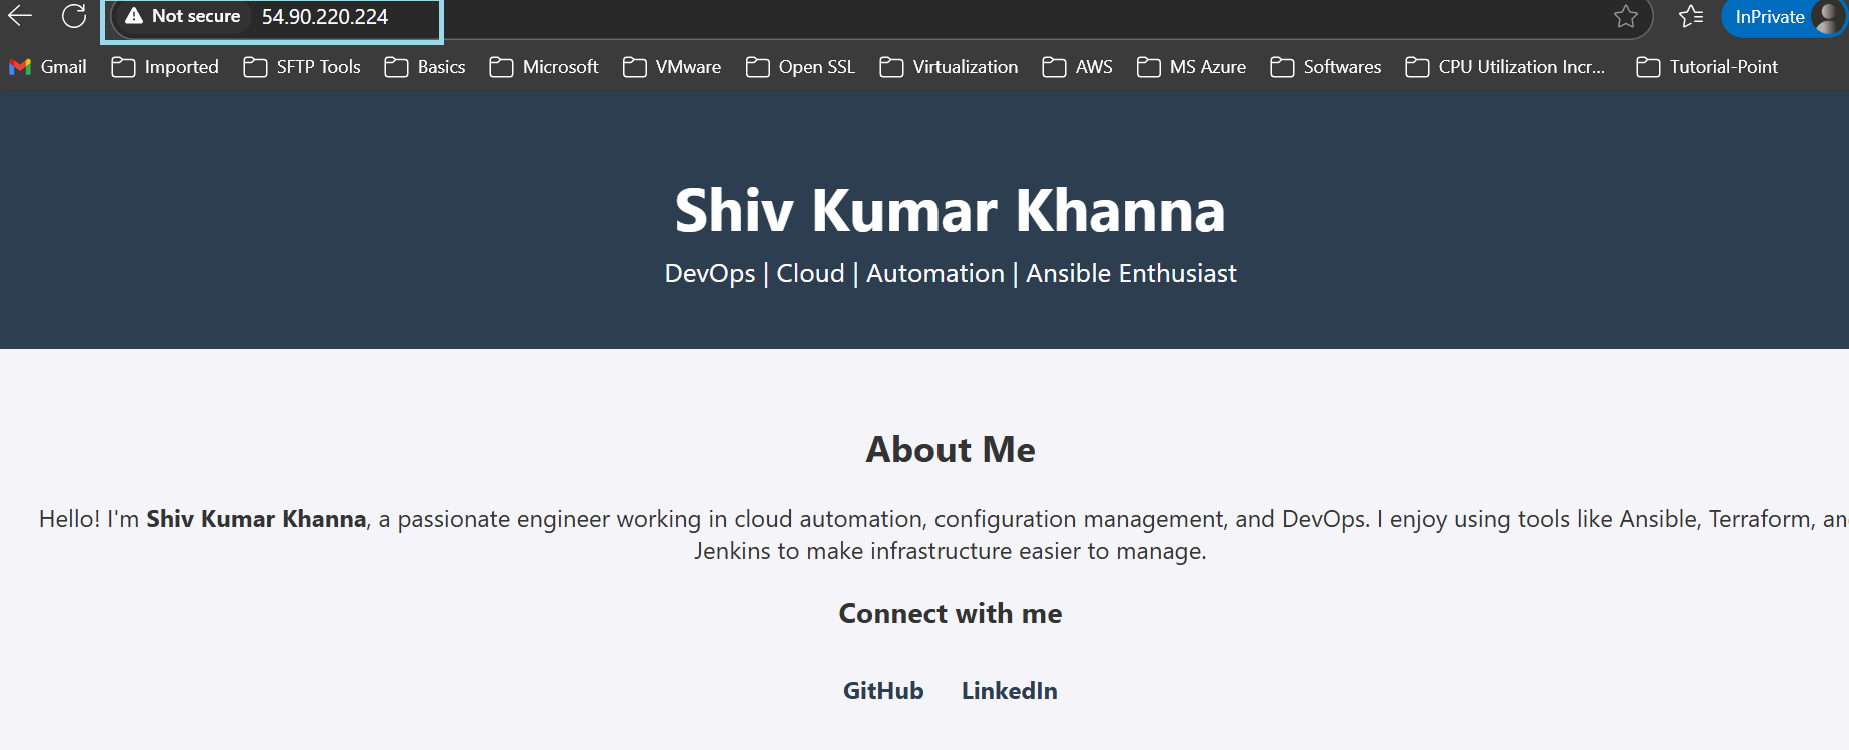 Not secure 54.90.220.224 InPrivate
Gmail Imported SFTP Tools Basics Microsoft VMware Open SSL Virtualization AWS MS Azure Softwares CPU Utilization Incr... Tutorial-Point
Shiv Kumar Khanna
DevOps | Cloud | Automation | Ansible Enthusiast
About Me
Hello! I'm Shiv Kumar Khanna, a passionate engineer working in cloud automation, configuration management, and DevOps. I enjoy using tools like Ansible, Terraform, an
Jenkins to make infrastructure easier to manage.
Connect with me
GitHub LinkedIn